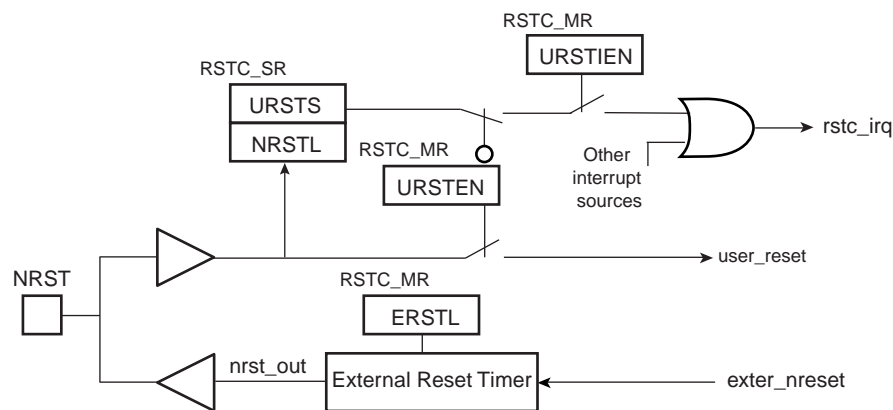 RSTC_MR
URSTIEN
RSTC_SR
URSTS
NRSTL
rstc_irq
RSTC_MR
Other
interrupt
sources
URSTEN
user_reset
NRST
RSTC_MR
ERSTL
nrst_out
External Reset Timer
exter_nreset